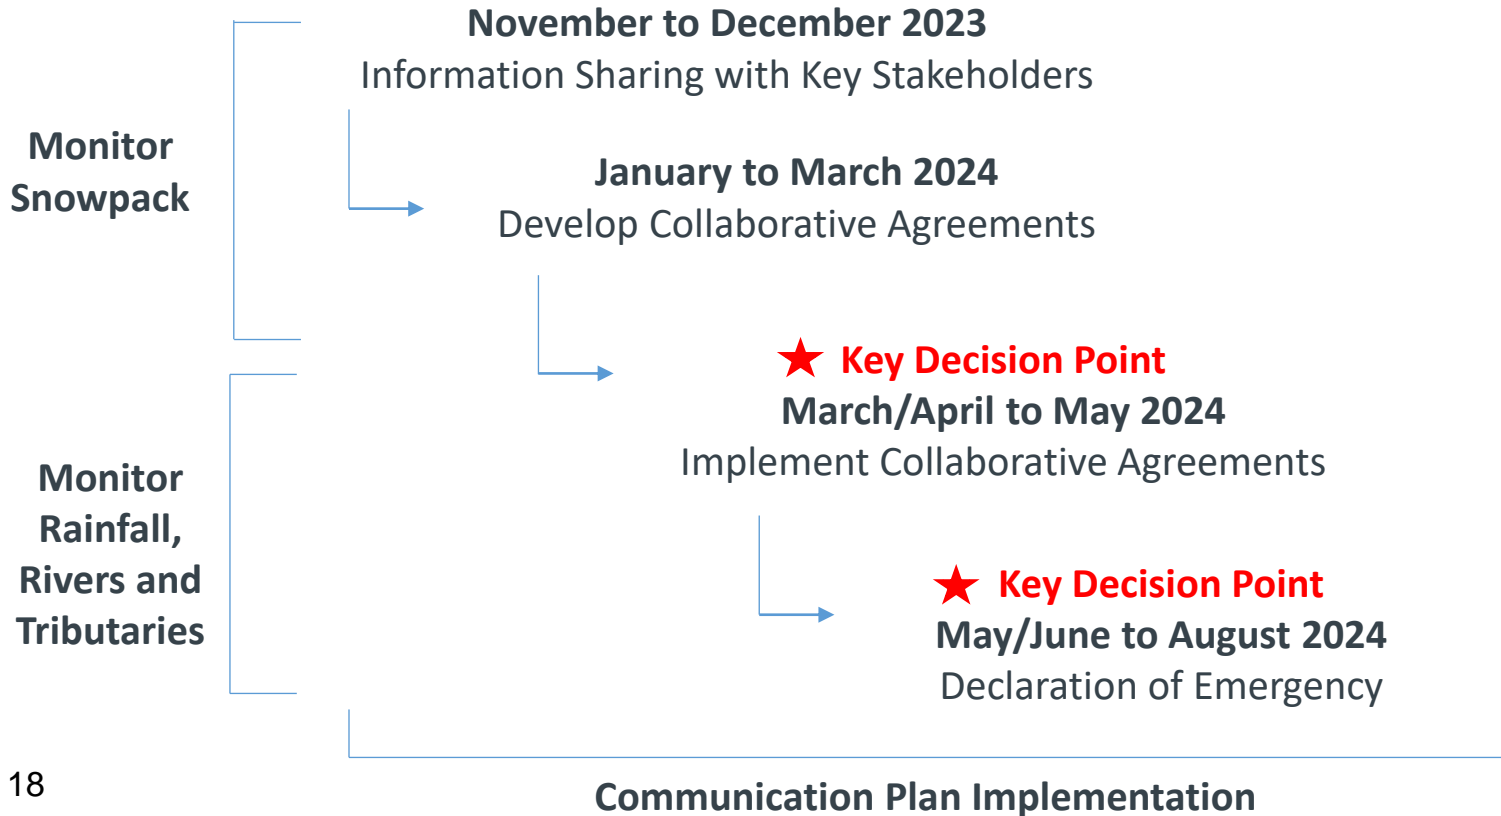 November to December 2023
Information Sharing with Key Stakeholders
Monitor
Snowpack
January to March 2024
Develop Collaborative Agreements
★ Key Decision Point
March/April to May 2024
Implement Collaborative Agreements
Monitor
Rainfall,
Rivers and
Tributaries
★ Key Decision Point
May/June to August 2024
Declaration of Emergency
18
Communication Plan Implementation